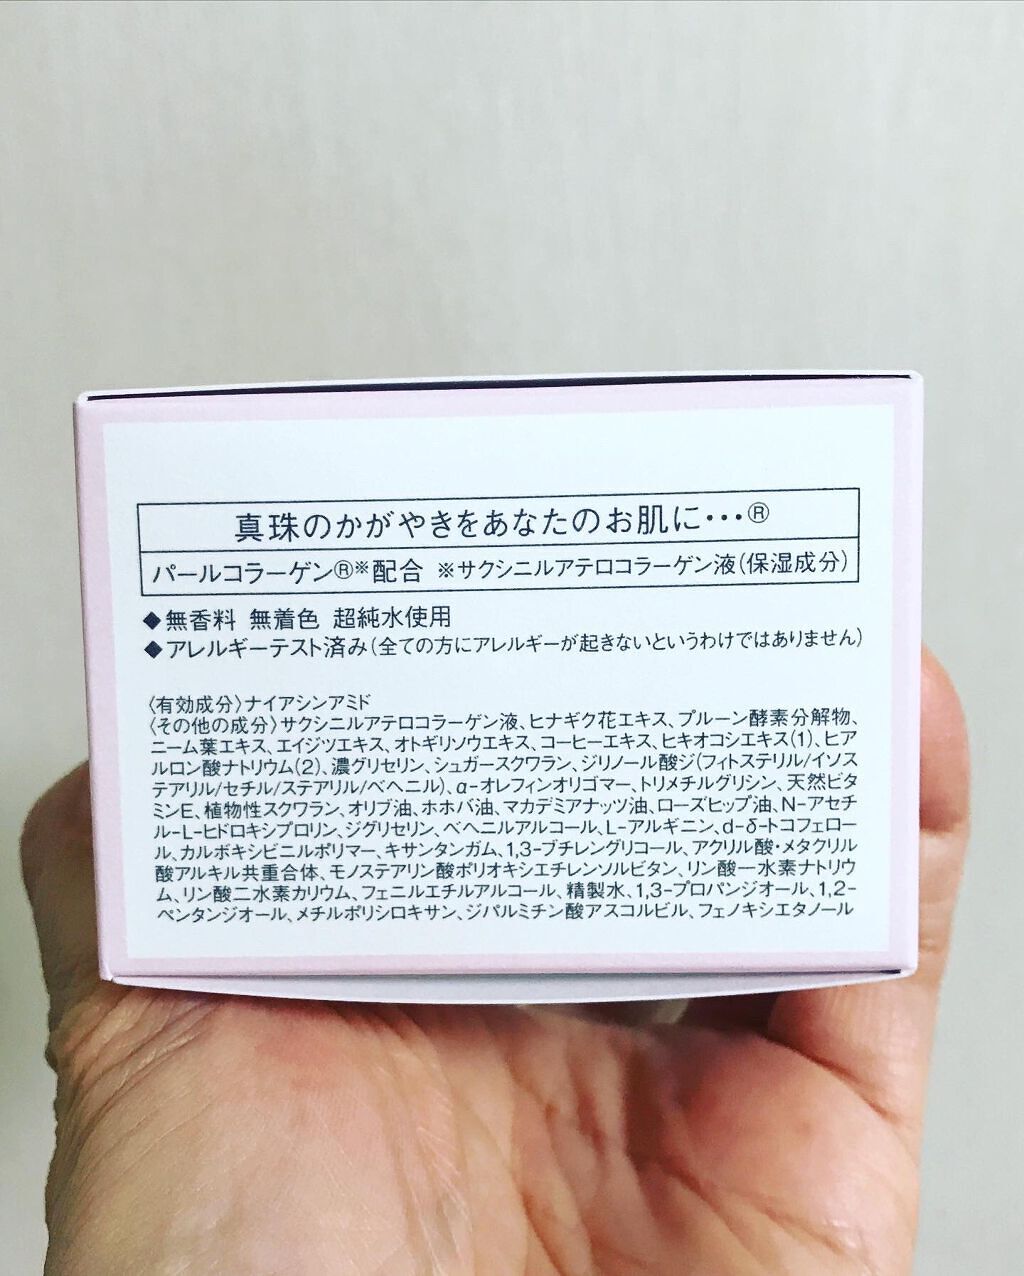 真珠のかがやきをあなたのお肌に･･･®
パールコラーゲン®※配合 ※サクシニルアテロコラーゲン液(保湿成分)
◆無香料 無着色 超純水使用
◆アレルギーテスト済み(全ての方にアレルギーが起きないというわけではありません)
〈有効成分〉ナイアシンアミド
〈その他の成分〉サクシニルアテロコラーゲン液、ヒナギク花エキス、プルーン酵素分解物、
ニーム葉エキス、エイジツエキス、オトギリソウエキス、コーヒーエキス、ヒキオコシエキス(1)、ヒア
ルロン酸ナトリウム(2)、濃グリセリン、シュガースクワラン、ジリノール酸ジ(フィトステリル/イソス
テアリル/セチル/ステアリル/ベヘニル)、α-オレフィンオリゴマー、トリメチルグリシン、天然ビタ
ミンE、植物性スクワラン、オリブ油、ホホバ油、マカデミアナッツ油、ローズヒップ油、N-アセチ
ル-L-ヒドロキシプロリン、ジグリセリン、ベヘニルアルコール、L-アルギニン、d-δ-トコフェロー
ル、カルボキシビニルポリマー、キサンタンガム、1,3-ブチレングリコール、アクリル酸・メタクリル
酸アルキル共重合体、モノステアリン酸ポリオキシエチレンソルビタン、リン酸一水素ナトリウ
ム、リン酸二水素カリウム、フェニルエチルアルコール、精製水、1,3-プロパンジオール、1,2-
ペンタンジオール、メチルポリシロキサン、ジパルミチン酸アスコルビル、フェノキシエタノール